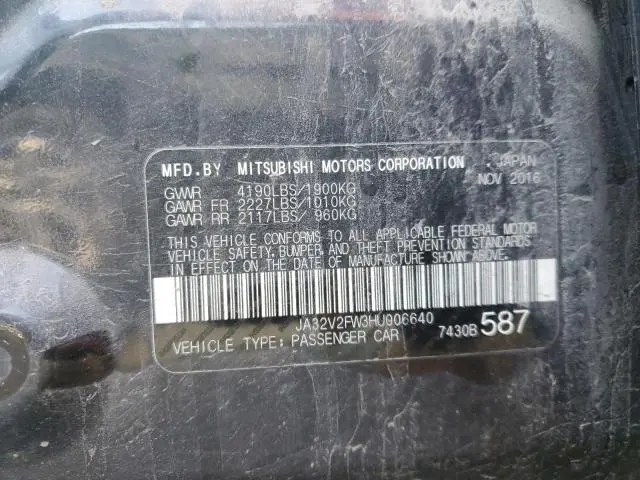 MFD.BY MITSUBISHI MOTORS CORPORATION , JAPAN
GVWR 4190LBS/1900KG NOV 2016
GAWR FR 2227LBS/1010KG
GAWR RR 2117LBS/ 960KG
THIS VEHICLE CONFORMS TO ALL APPLICABLE FEDERAL MOTOR
VEHICLE SAFETY,BUMPER AND THEFT PREVENTION STANDARDS
IN EFFECT ON THE DATE OF MANUFACTURE SHOWN ABOVE.
JA32V2FW3HU906640
VEHICLE TYPE: PASSENGER CAR 7430B 587